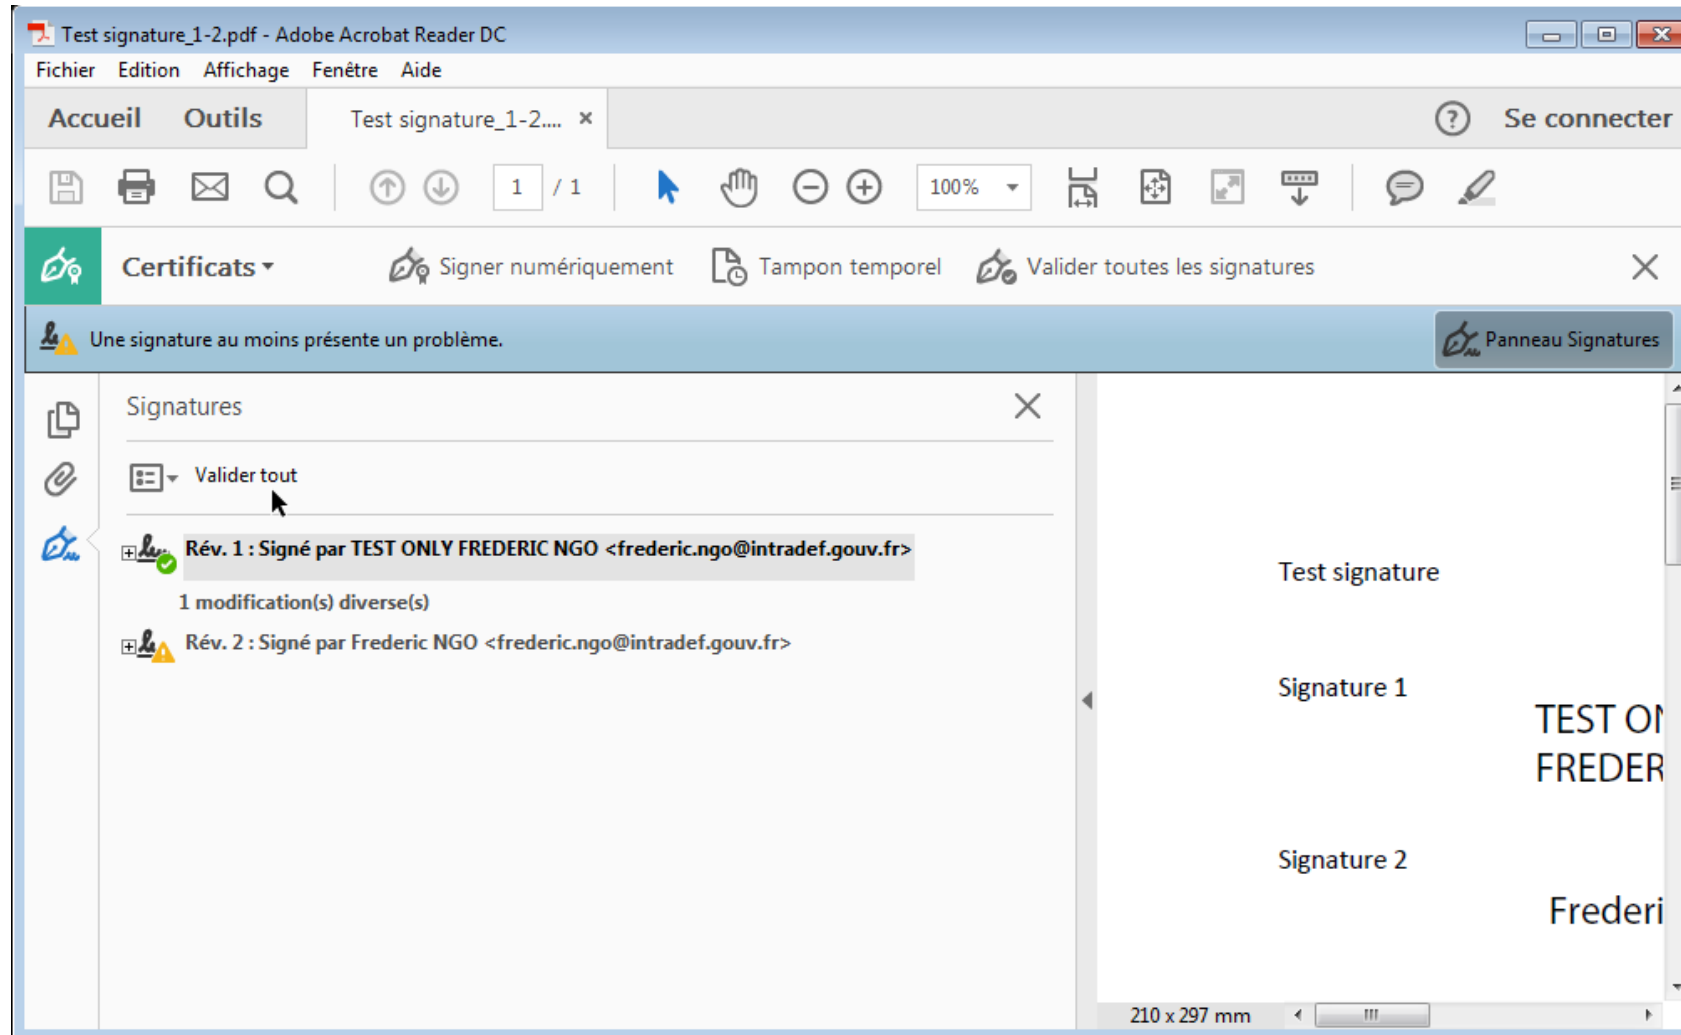 Test signature_1-2.pdf - Adobe Acrobat Reader DC
Fichier Edition Affichage Fenêtre Aide
Accueil Outils Test signature_1-2.... × Se connecter
1 / 1 100%
Certificats Signer numériquement Tampon temporel Valider toutes les signatures
Une signature au moins présente un problème. Panneau Signatures
Signatures
Valider tout
Rév. 1 : Signé par TEST ONLY FREDERIC NGO <frederic.ngo@intradef.gouv.fr>
1 modification(s) diverse(s)
Rév. 2 : Signé par Frederic NGO <frederic.ngo@intradef.gouv.fr>
Test signature
Signature 1
TEST ON
FREDER
Signature 2
Frederi
210 x 297 mm